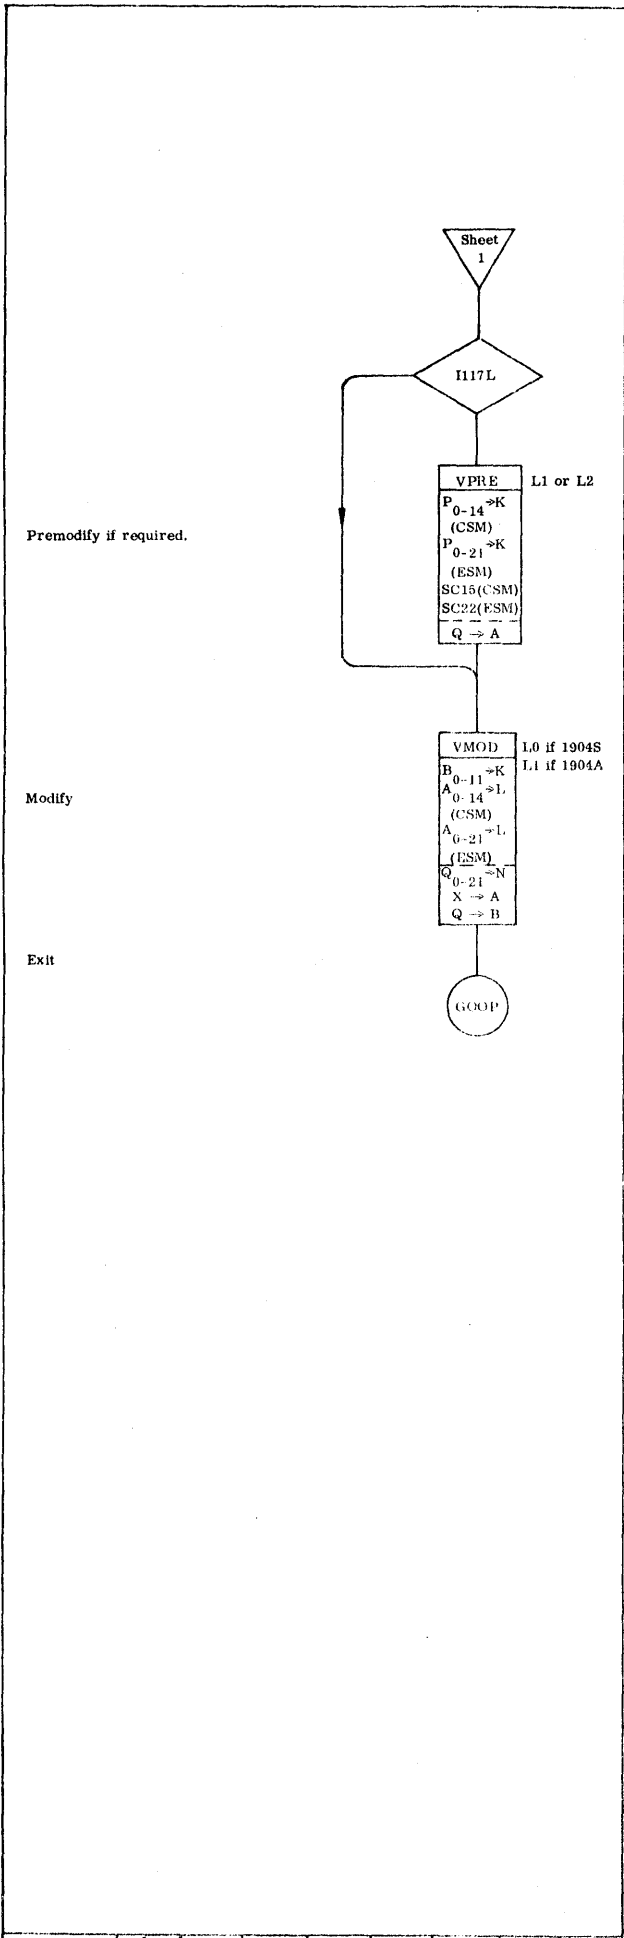 Sheet
1
I117L
VPRE L1 or L2
P0-14→K
(CSM)
Premodify if required.
P0-21→K
(ESM)
SC15(CSM)
SC22(ESM)
Q → A
VMOD L0 if 1904S
L1 if 1904A
B0-11→K
Modify
A0-14→L
(CSM)
A0-21→L
(ESM)
Q0-21→N
X → A
Q → B
Exit
GOOP